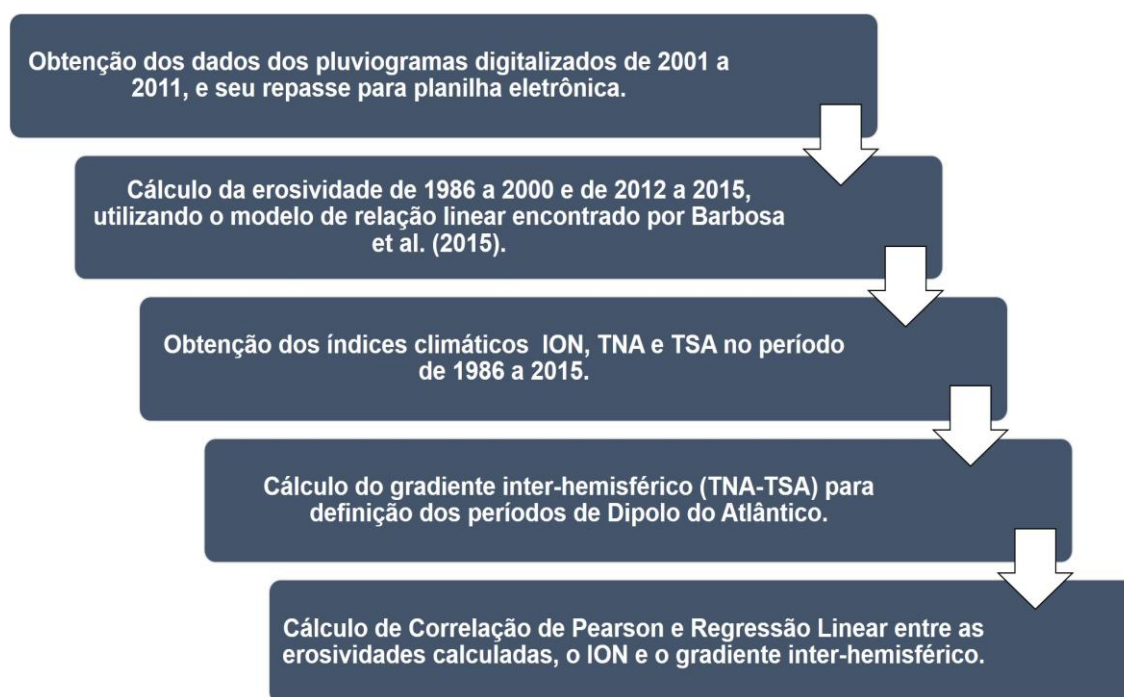 Obtenção dos dados dos pluviogramas digitalizados de 2001 a
2011, e seu repasse para planilha eletrônica.
Cálculo da erosividade de 1986 a 2000 e de 2012 a 2015,
utilizando o modelo de relação linear encontrado por Barbosa
et al. (2015).
Obtenção dos índices climáticos ION, TNA e TSA no período
de 1986 a 2015.
Cálculo do gradiente inter-hemisférico (TNA-TSA) para
definição dos períodos de Dipolo do Atlântico.
Cálculo de Correlação de Pearson e Regressão Linear entre as
erosividades calculadas, o ION e o gradiente inter-hemisférico.